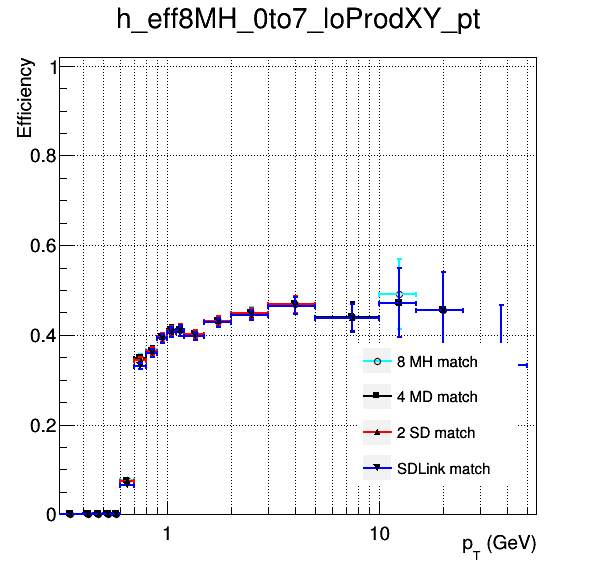 h_eff8MH_0to7_loProdXY_pt
Efficiency
1
0.8
0.6
0.4
0.2
0
8 MH match
4 MD match
2 SD match
SDLink match
1
10
p_T (GeV)